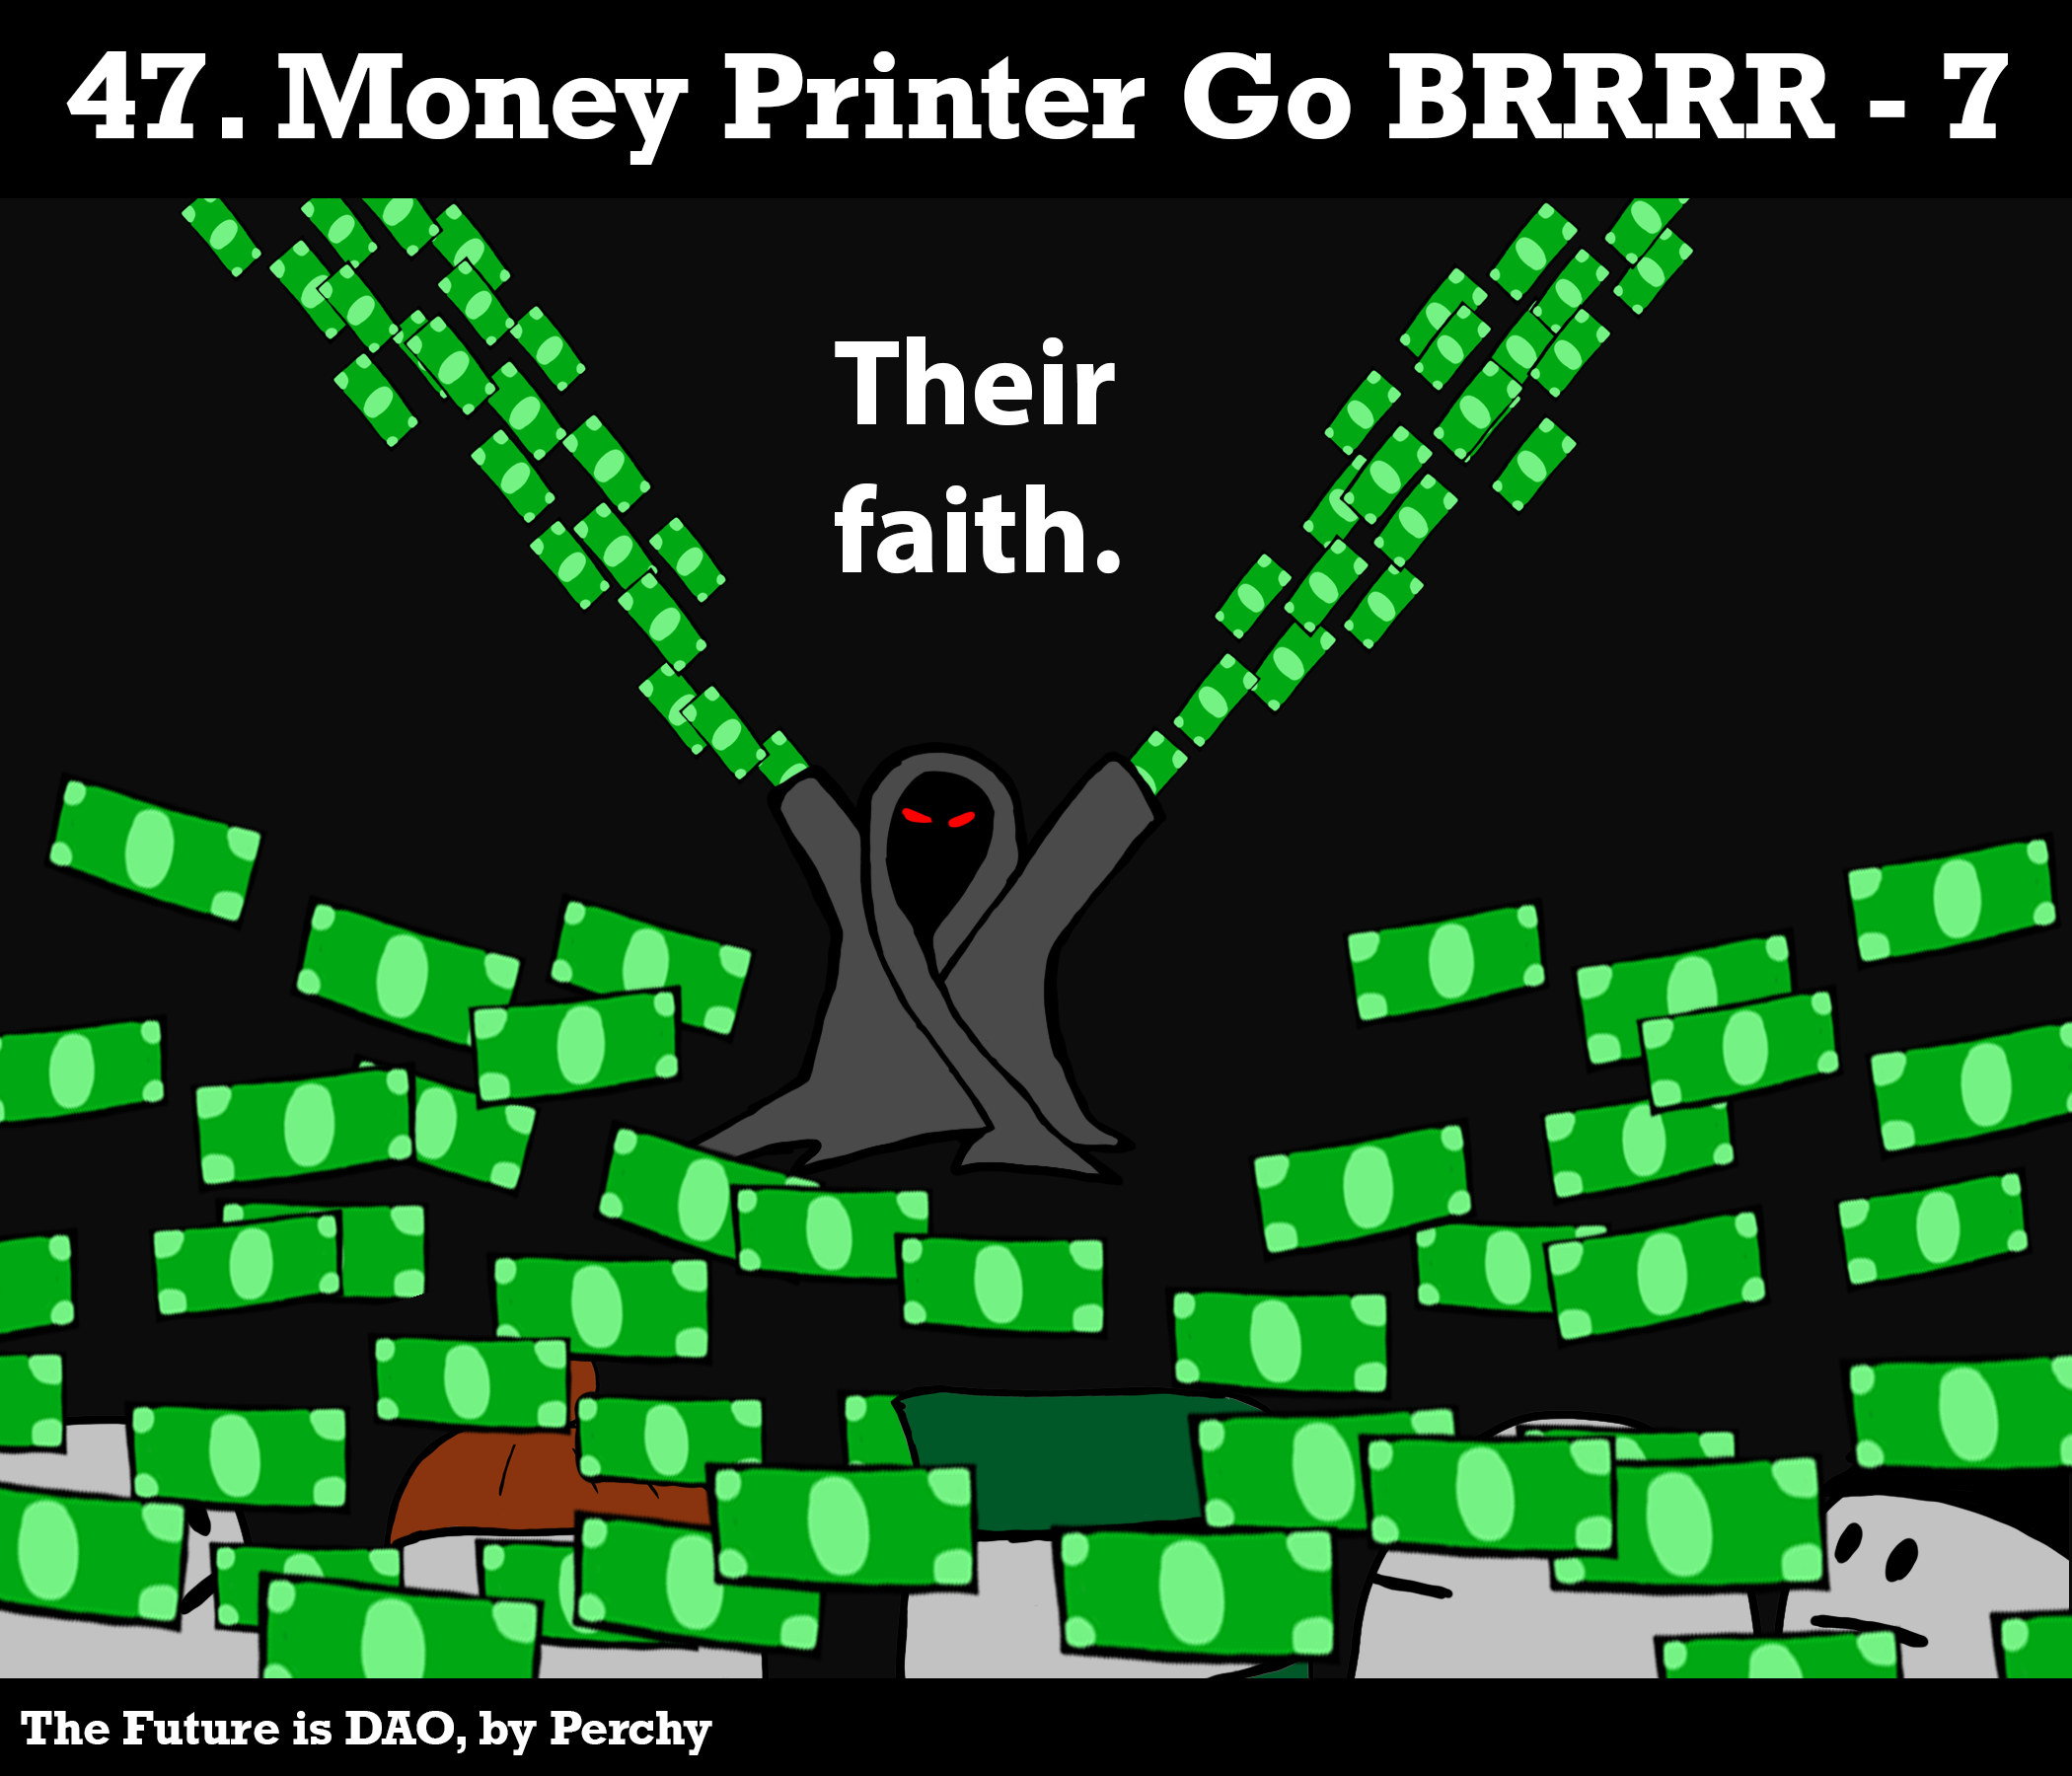 47. Money Printer Go BRRRR - 7
Their
faith.
The Future is DAO, by Perchy